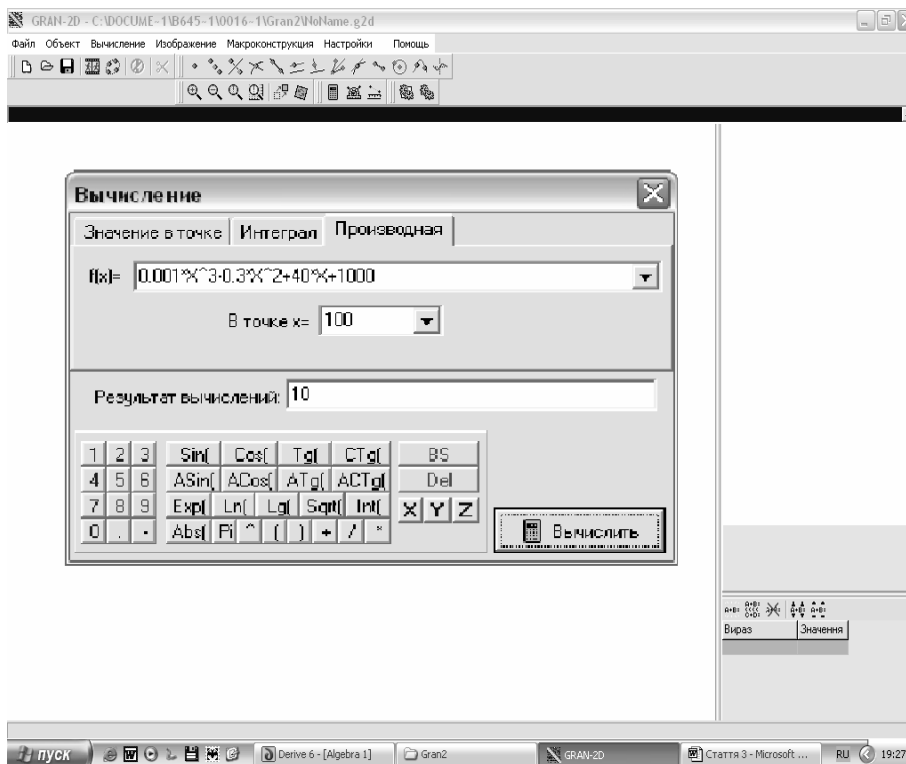 GRAN-2D - C:\DOCUME~1\B645~1\0016~1\Gran2\NoName.g2d
Файл Объект Вычисление Изображение Макроконструкция Настройки Помощь
Вычисление
Значение в точке Интеграл Производная
f(x)= 0.001*X^3-0.3*X^2+40*X+1000
В точке x= 100
Результат вычислений: 10
1 2 3 Sin( Cos( Tg( CTg( BS
4 5 6 ASin( ACos( ATg( ACTg( Del
7 8 9 Exp( Ln( Lg( Sqrt( Int( X Y Z
0 . - Abs( Pi ^ ( ) + / *
Вычислить
Вираз Значення
пуск Derive 6 - [Algebra 1] Gran2 GRAN-2D Стаття 3 - Microsoft ... RU 19:27